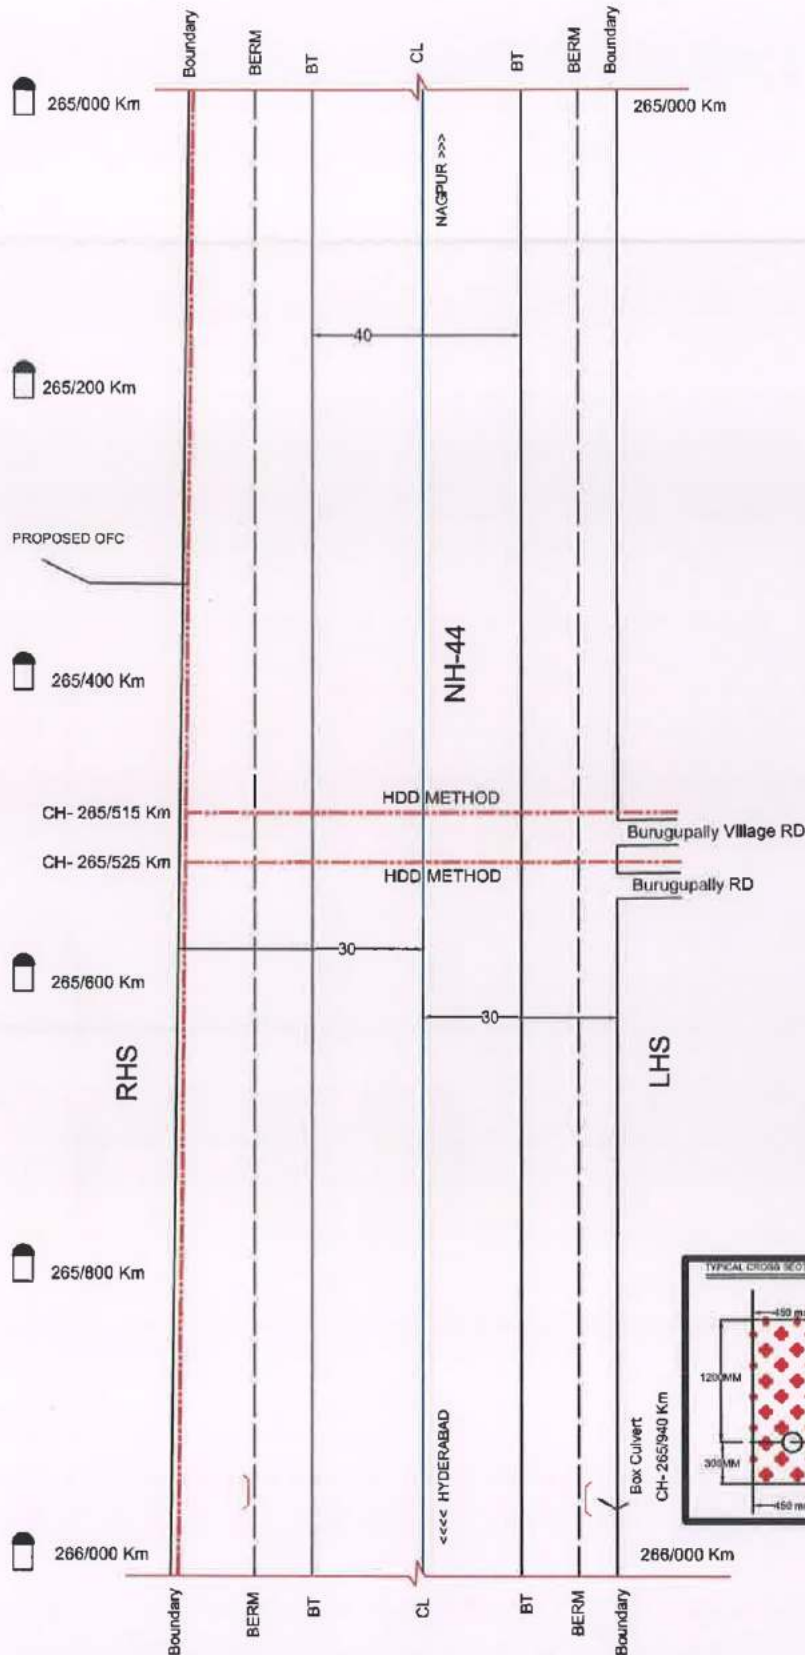 Boundary
BERM
BT
CL
BT
BERM
Boundary
265/000 Km
265/000 Km
NAGPUR >>>
40
265/200 Km
PROPOSED OFC
NH-44
265/400 Km
HDD METHOD
CH- 265/515 Km
Burugupally Village RD
CH- 265/525 Km
HDD METHOD
Burugupally RD
30
265/600 Km
30
RHS
LHS
265/800 Km
TYPICAL CROSS
450
1200MM
300MM
450
<<<< HYDERABAD
Box Culvert
CH- 265/940 Km
266/000 Km
266/000 Km
Boundary
BERM
BT
CL
BT
BERM
Boundary